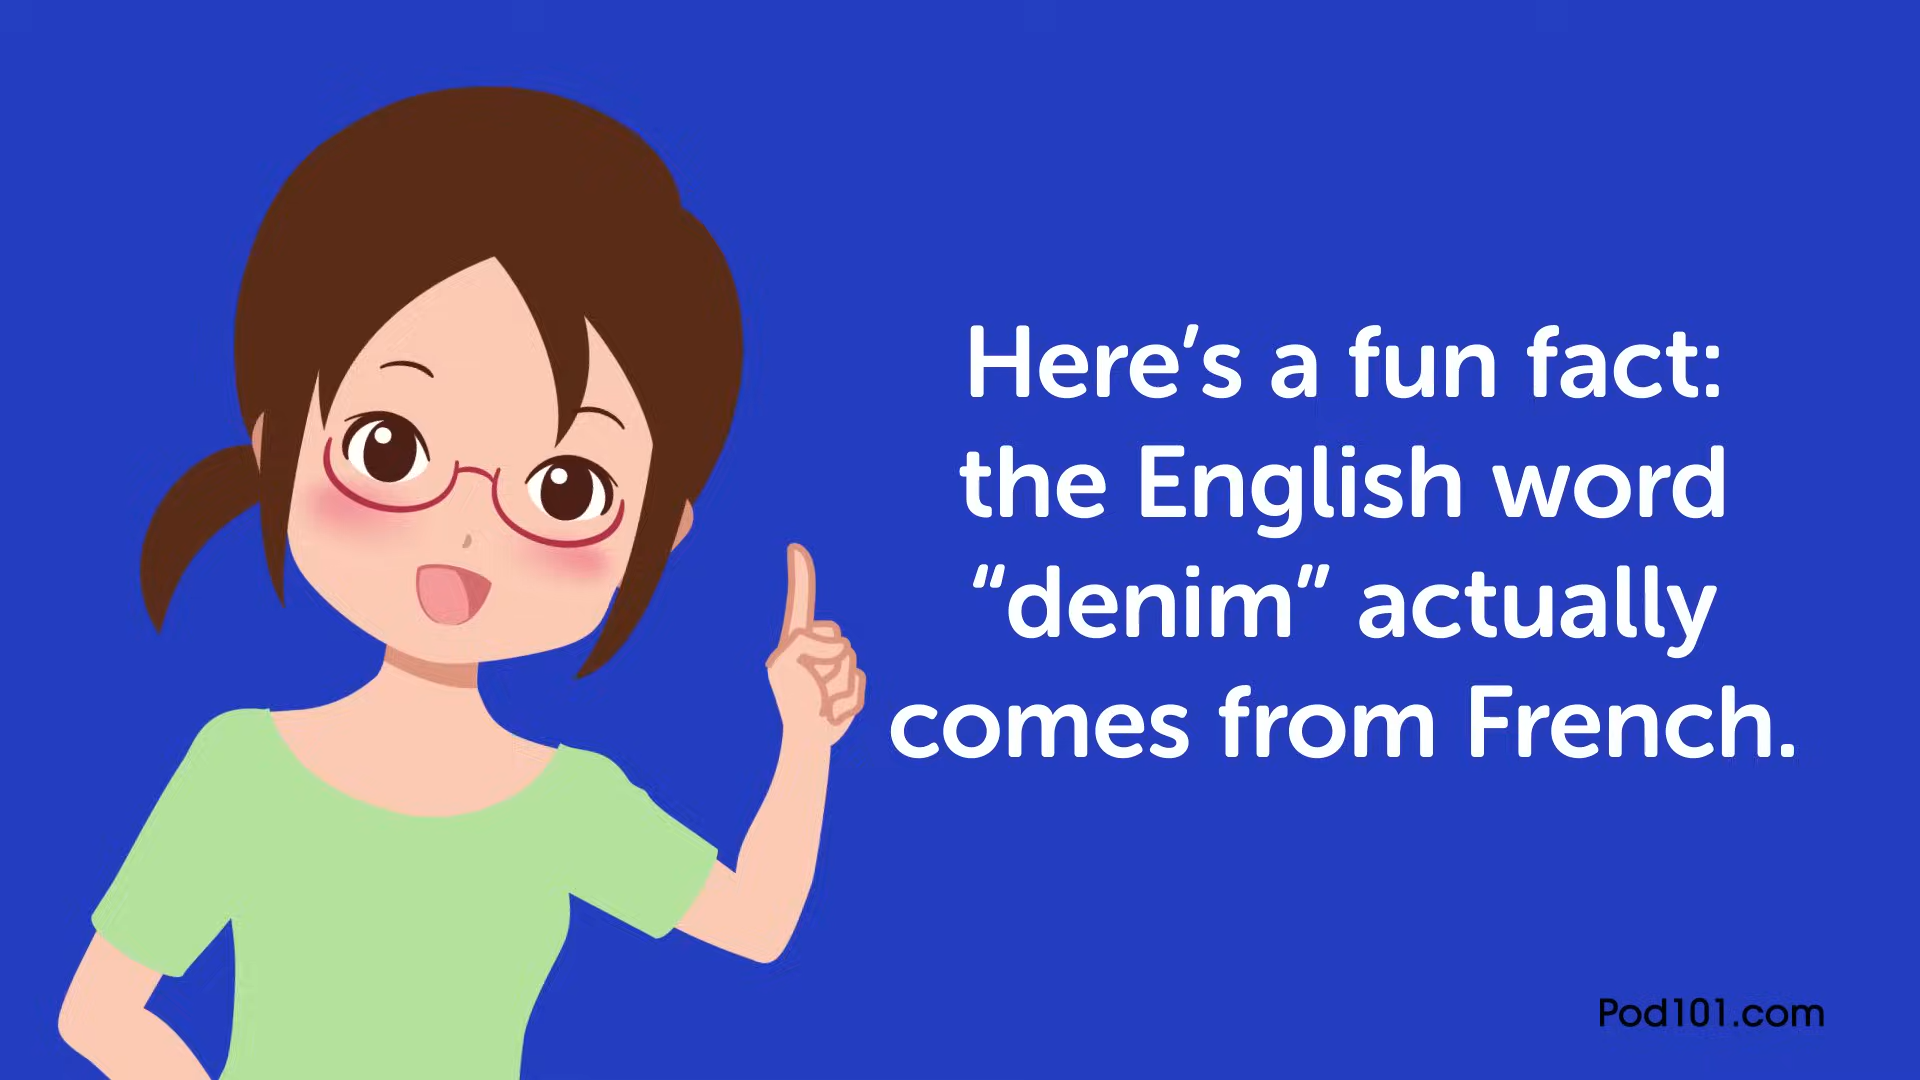 Here’s a fun fact:
the English word
“denim” actually
comes from French.
Pod101.com